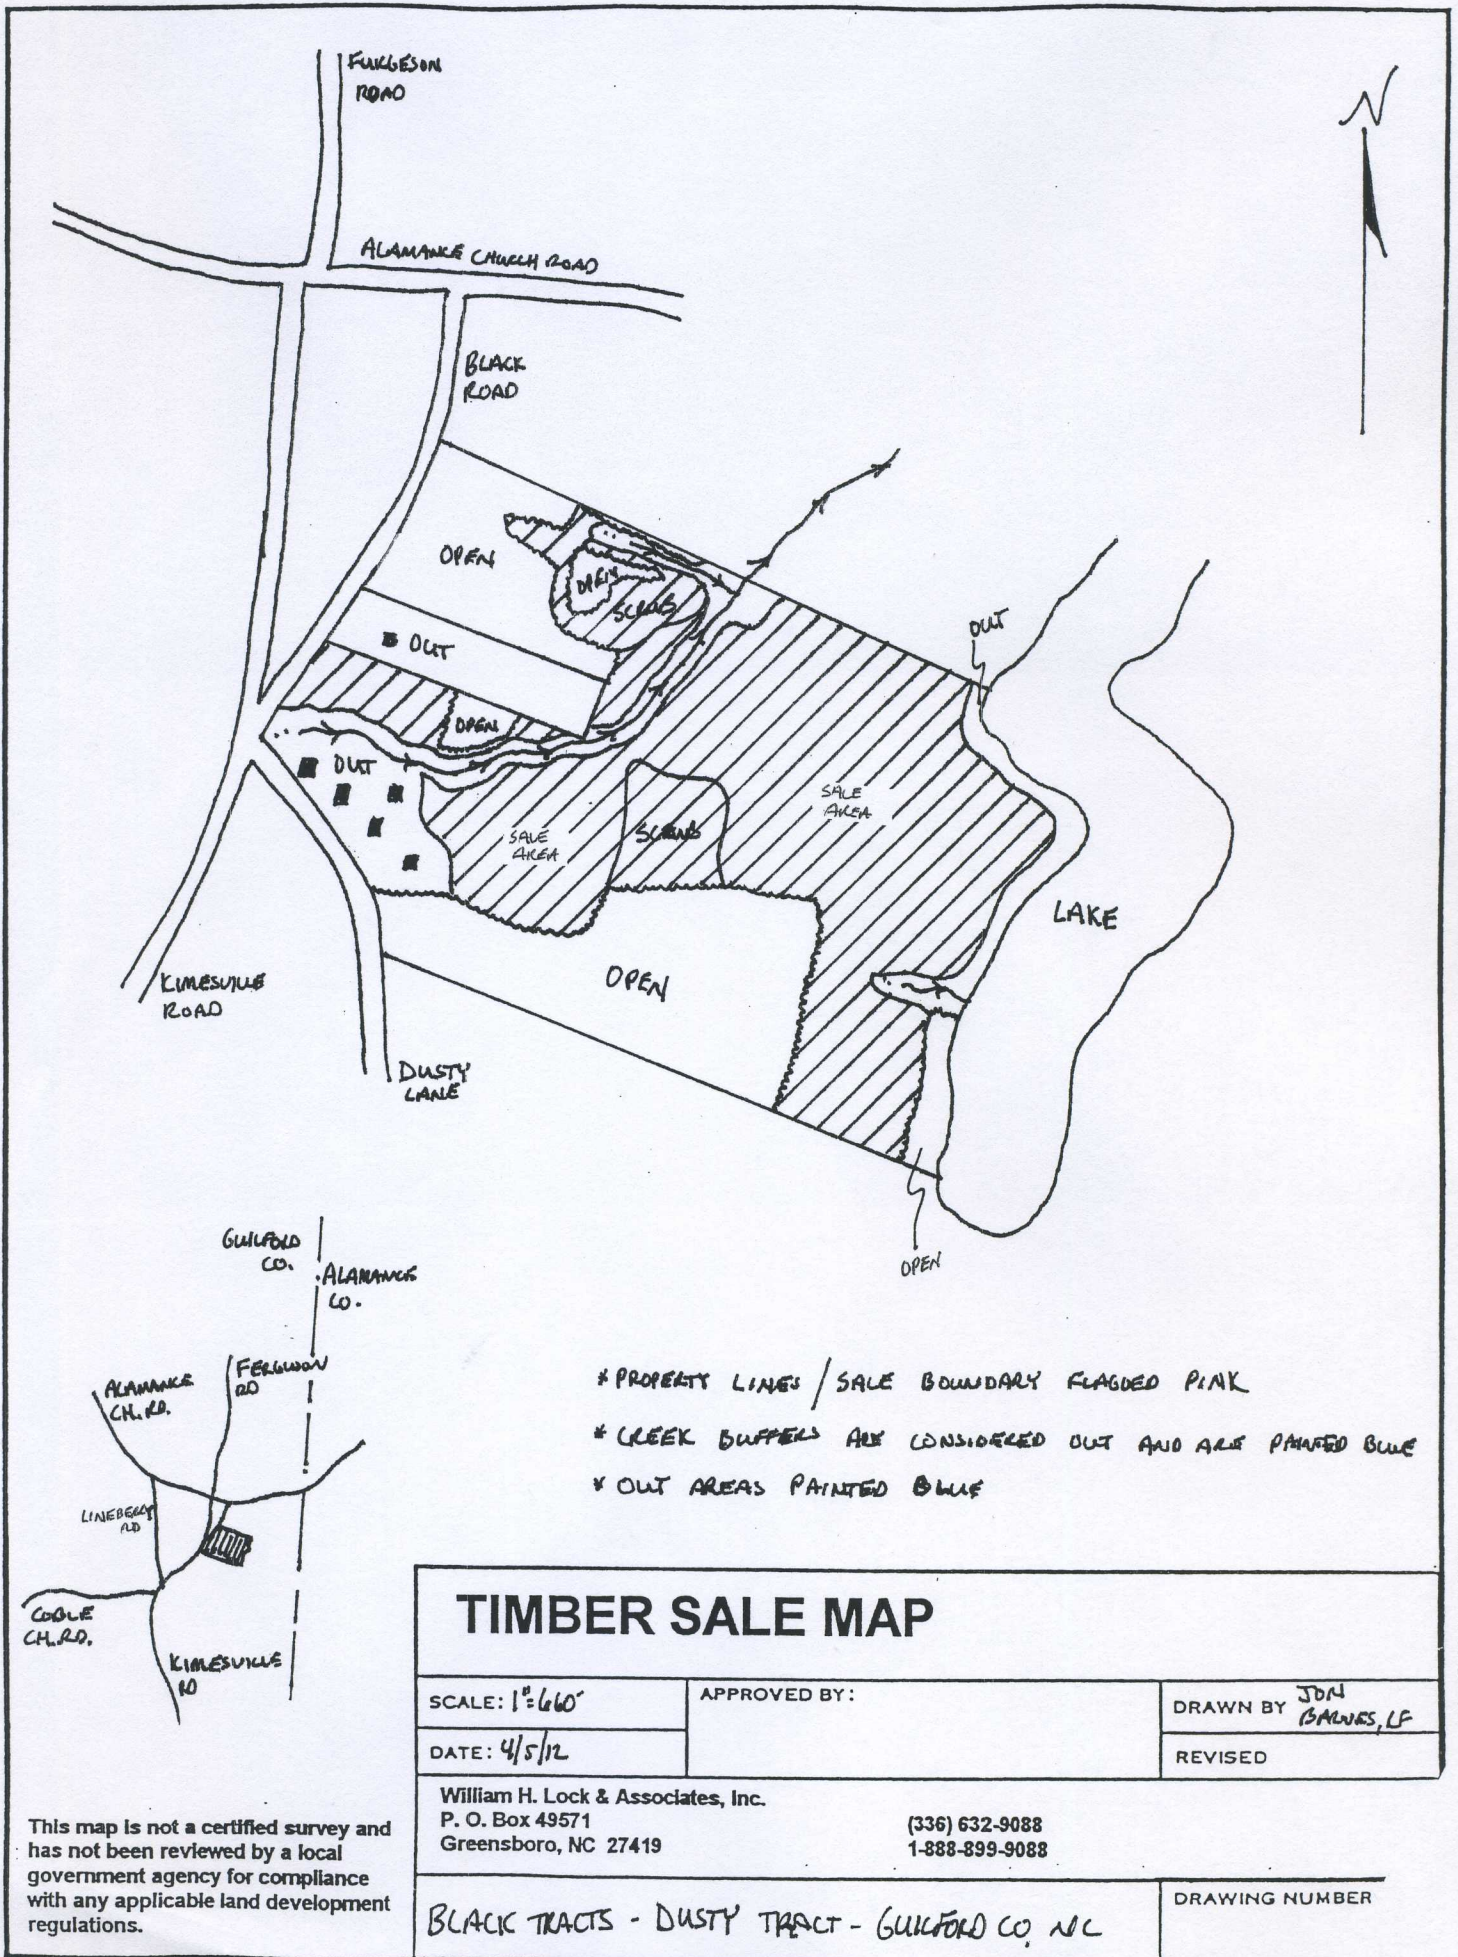 FURGESON
ROAD
N
ALAMANCE CHURCH ROAD
BLACK
ROAD
OPEN
OPEN
SCRUB
OUT
OUT
OPEN
OUT
SALE
AREA
SALE
AREA
SCRUB
LAKE
OPEN
KIMESVILLE
ROAD
DUSTY
LANE
OPEN
GUILFORD
CO.
ALAMANCE
CO.
ALAMANCE
CH. RD.
FERGUSON
RD
LINEBERRY
RD
COBLE
CH. RD.
KIMESVILLE
RD
* PROPERTY LINES / SALE BOUNDARY FLAGGED PINK
* CREEK BUFFERS ARE CONSIDERED OUT AND ARE PAINTED BLUE
* OUT AREAS PAINTED BLUE
TIMBER SALE MAP
SCALE: 1"=660'
APPROVED BY:
DRAWN BY JON
BARNES, LF
DATE: 4/5/12
REVISED
William H. Lock & Associates, Inc.
P. O. Box 49571
(336) 632-9088
Greensboro, NC 27419
1-888-899-9088
This map is not a certified survey and
has not been reviewed by a local
government agency for compliance
with any applicable land development
regulations.
BLACK TRACTS - DUSTY TRACT - GUILFORD CO, NC
DRAWING NUMBER